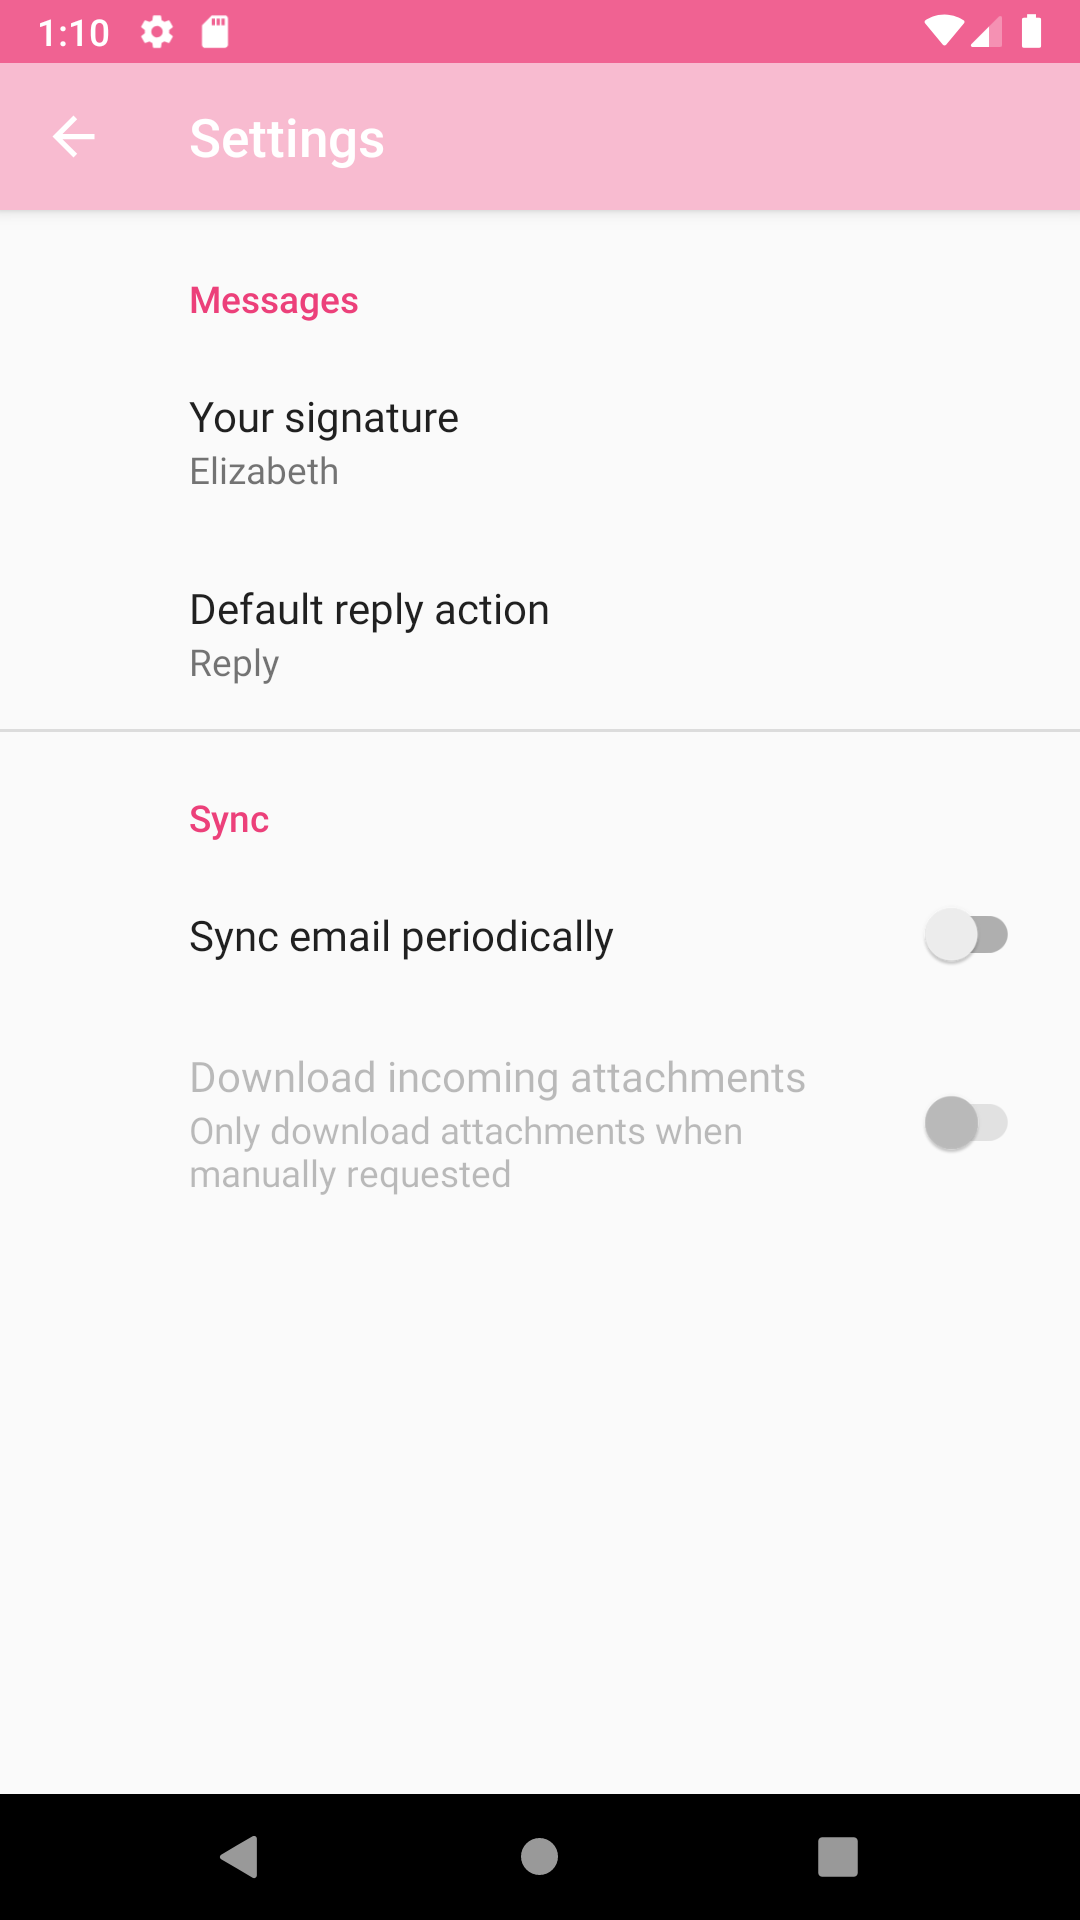 1:10
Settings
Messages
Your signature
Elizabeth
Default reply action
Reply
Sync
Sync email periodically
Download incoming attachments
Only download attachments when
manually requested